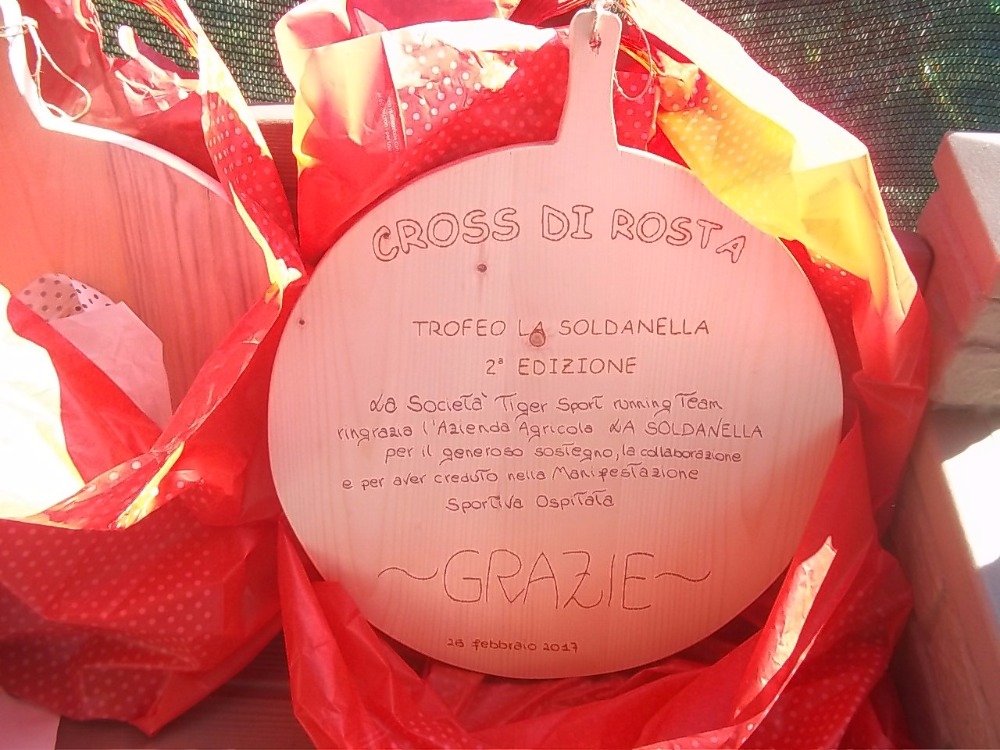 CROSS DI ROSTA
TROFEO LA SOLDANELLA
2ª EDIZIONE
La Società Tiger Sport running Team
ringrazia l'Azienda Agricola LA SOLDANELLA
per il generoso sostegno, la collaborazione
e per aver creduto nella Manifestazione
Sportiva Ospitata
~GRAZIE~
26 febbraio 2017